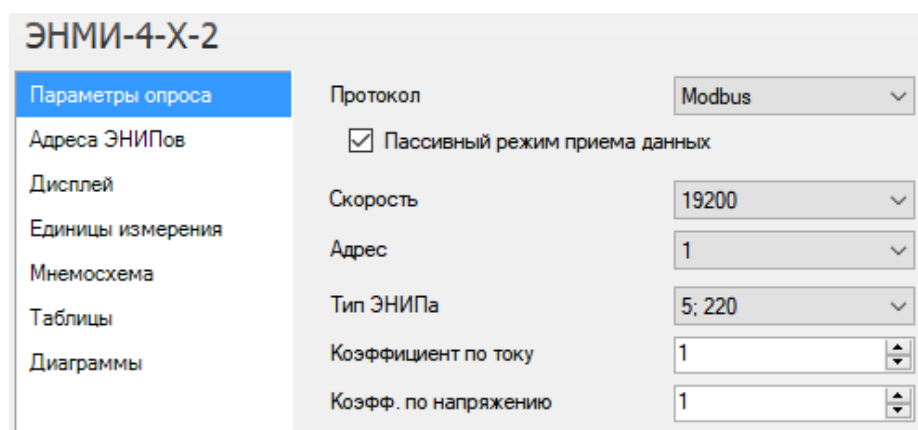 ЭНМИ-4-X-2
Параметры опроса
Адреса ЭНИПов
Дисплей
Единицы измерения
Мнемосхема
Таблицы
Диаграммы
Протокол Modbus
Пассивный режим приема данных
Скорость 19200
Адрес 1
Тип ЭНИПа 5; 220
Коэффициент по току 1
Коэфф. по напряжению 1